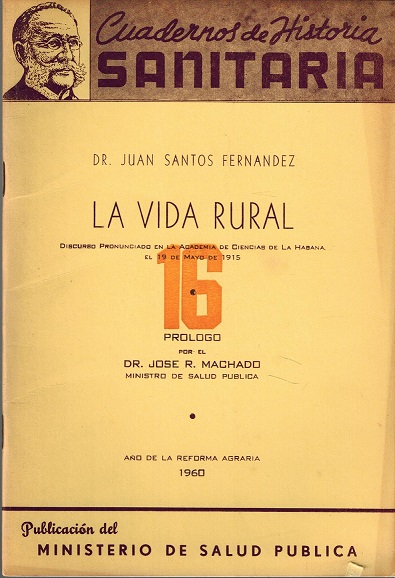 Cuadernos de Historia
SANITARIA
DR. JUAN SANTOS FERNANDEZ
LA VIDA RURAL
DISCURSO PRONUNCIADO EN LA ACADEMIA DE CIENCIAS DE LA HABANA,
EL 19 DE MAYO DE 1915
16
PROLOGO
POR EL
DR. JOSE R. MACHADO
MINISTRO DE SALUD PUBLICA
AÑO DE LA REFORMA AGRARIA
1960
Publicación del
MINISTERIO DE SALUD PUBLICA